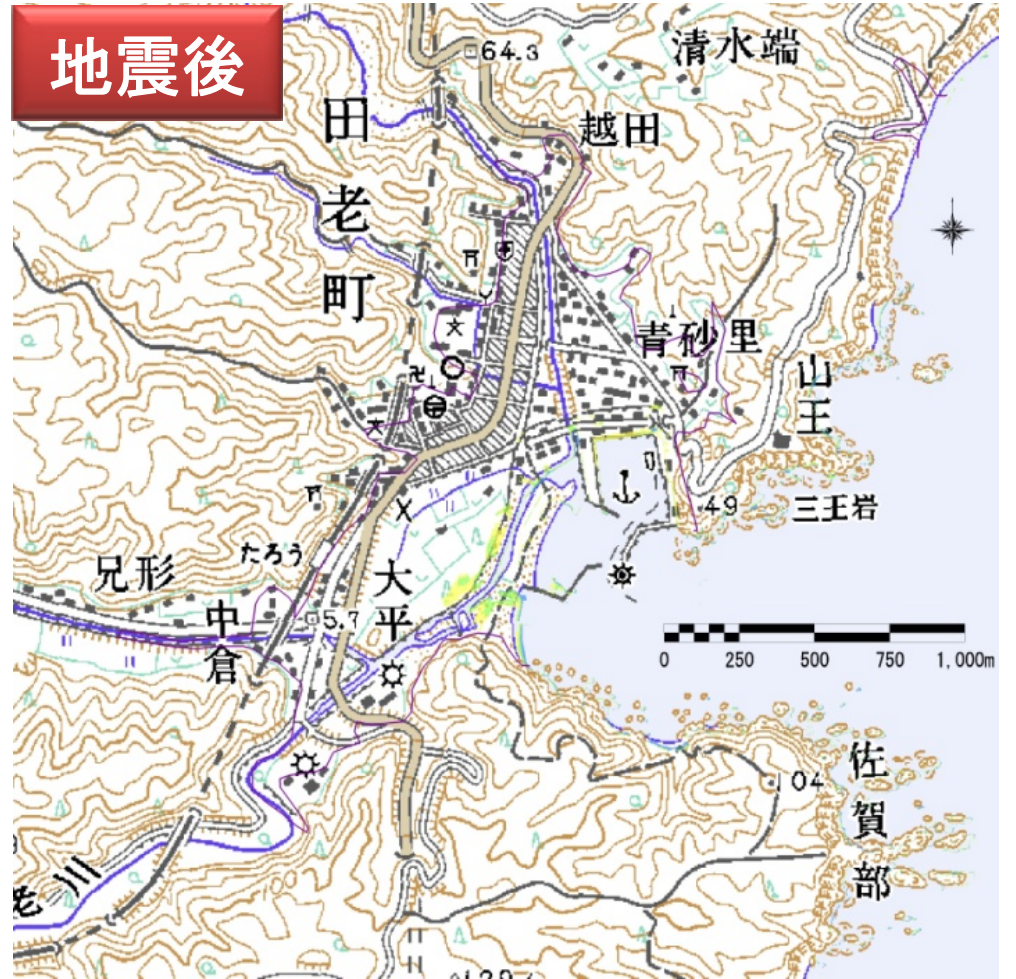 地震後
64.3
清水端
田老町
越田
青砂里
山王
49
三王岩
たろう
兄形
中倉
5.7
大平
0 250 500 750 1,000m
佐賀部
104
老川